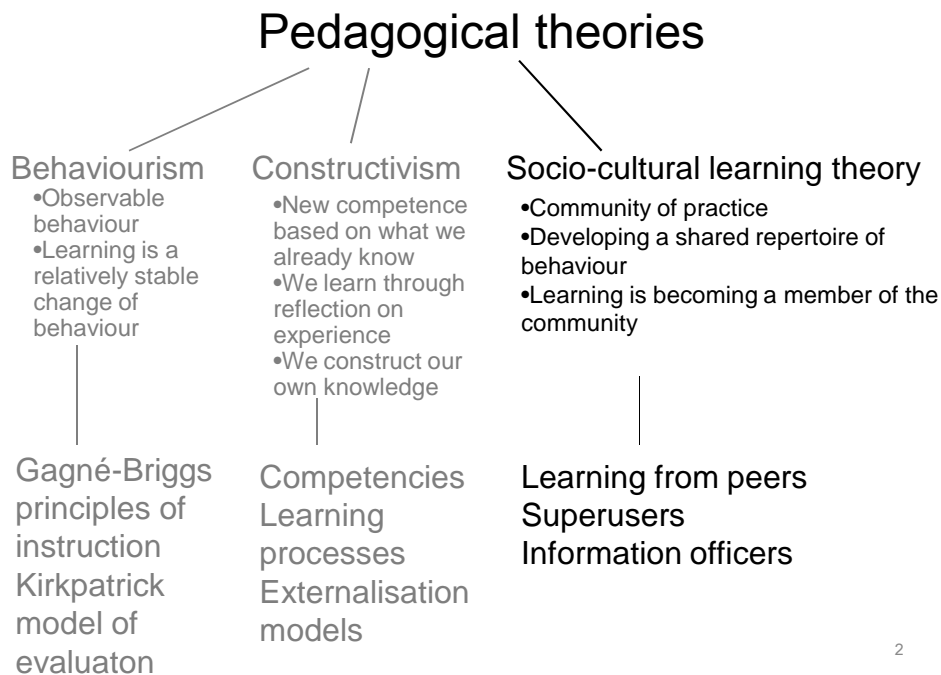 Pedagogical theories
Behaviourism
•Observable
behaviour
•Learning is a
relatively stable
change of
behaviour
Gagné-Briggs
principles of
instruction
Kirkpatrick
model of
evaluaton
Constructivism
•New competence
based on what we
already know
•We learn through
reflection on
experience
•We construct our
own knowledge
Competencies
Learning
processes
Externalisation
models
Socio-cultural learning theory
•Community of practice
•Developing a shared repertoire of
behaviour
•Learning is becoming a member of the
community
Learning from peers
Superusers
Information officers
2